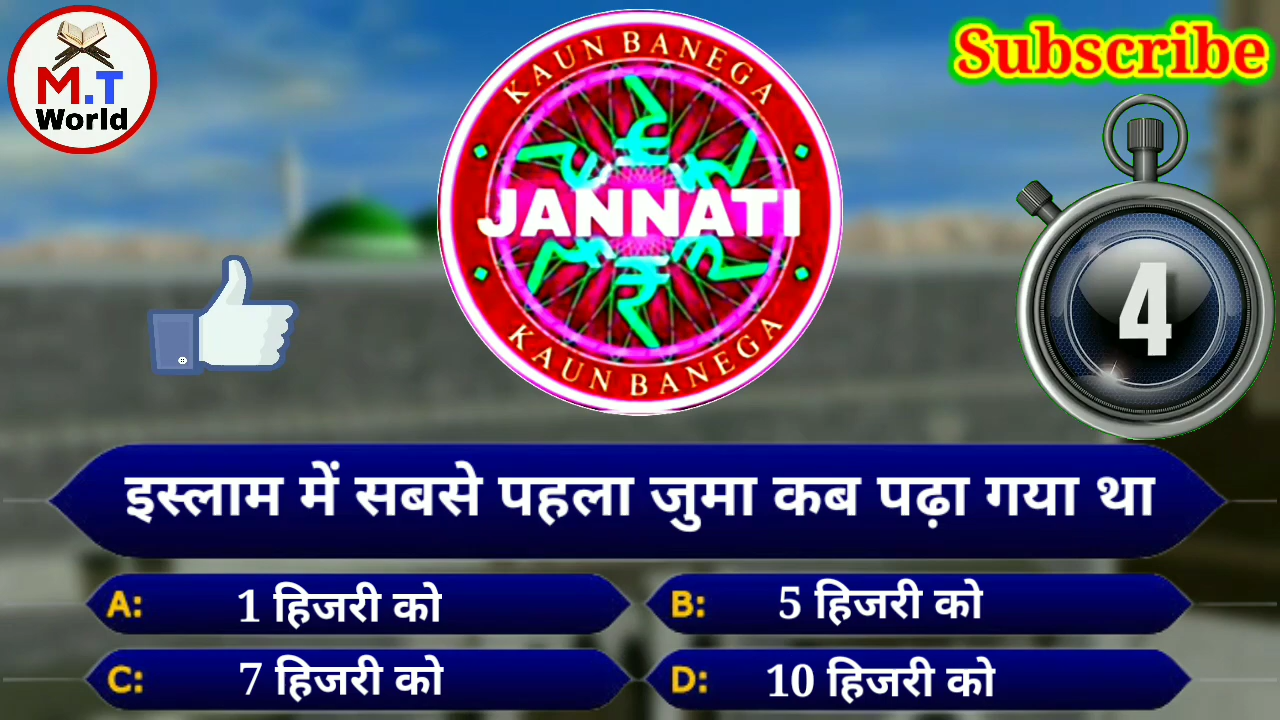 M.T
World
KAUN BANEGA
JANNATI
KAUN BANEGA
Subscribe
4
इस्लाम में सबसे पहला जुमा कब पढ़ा गया था
A: 1 हिजरी को
B: 5 हिजरी को
C: 7 हिजरी को
D: 10 हिजरी को